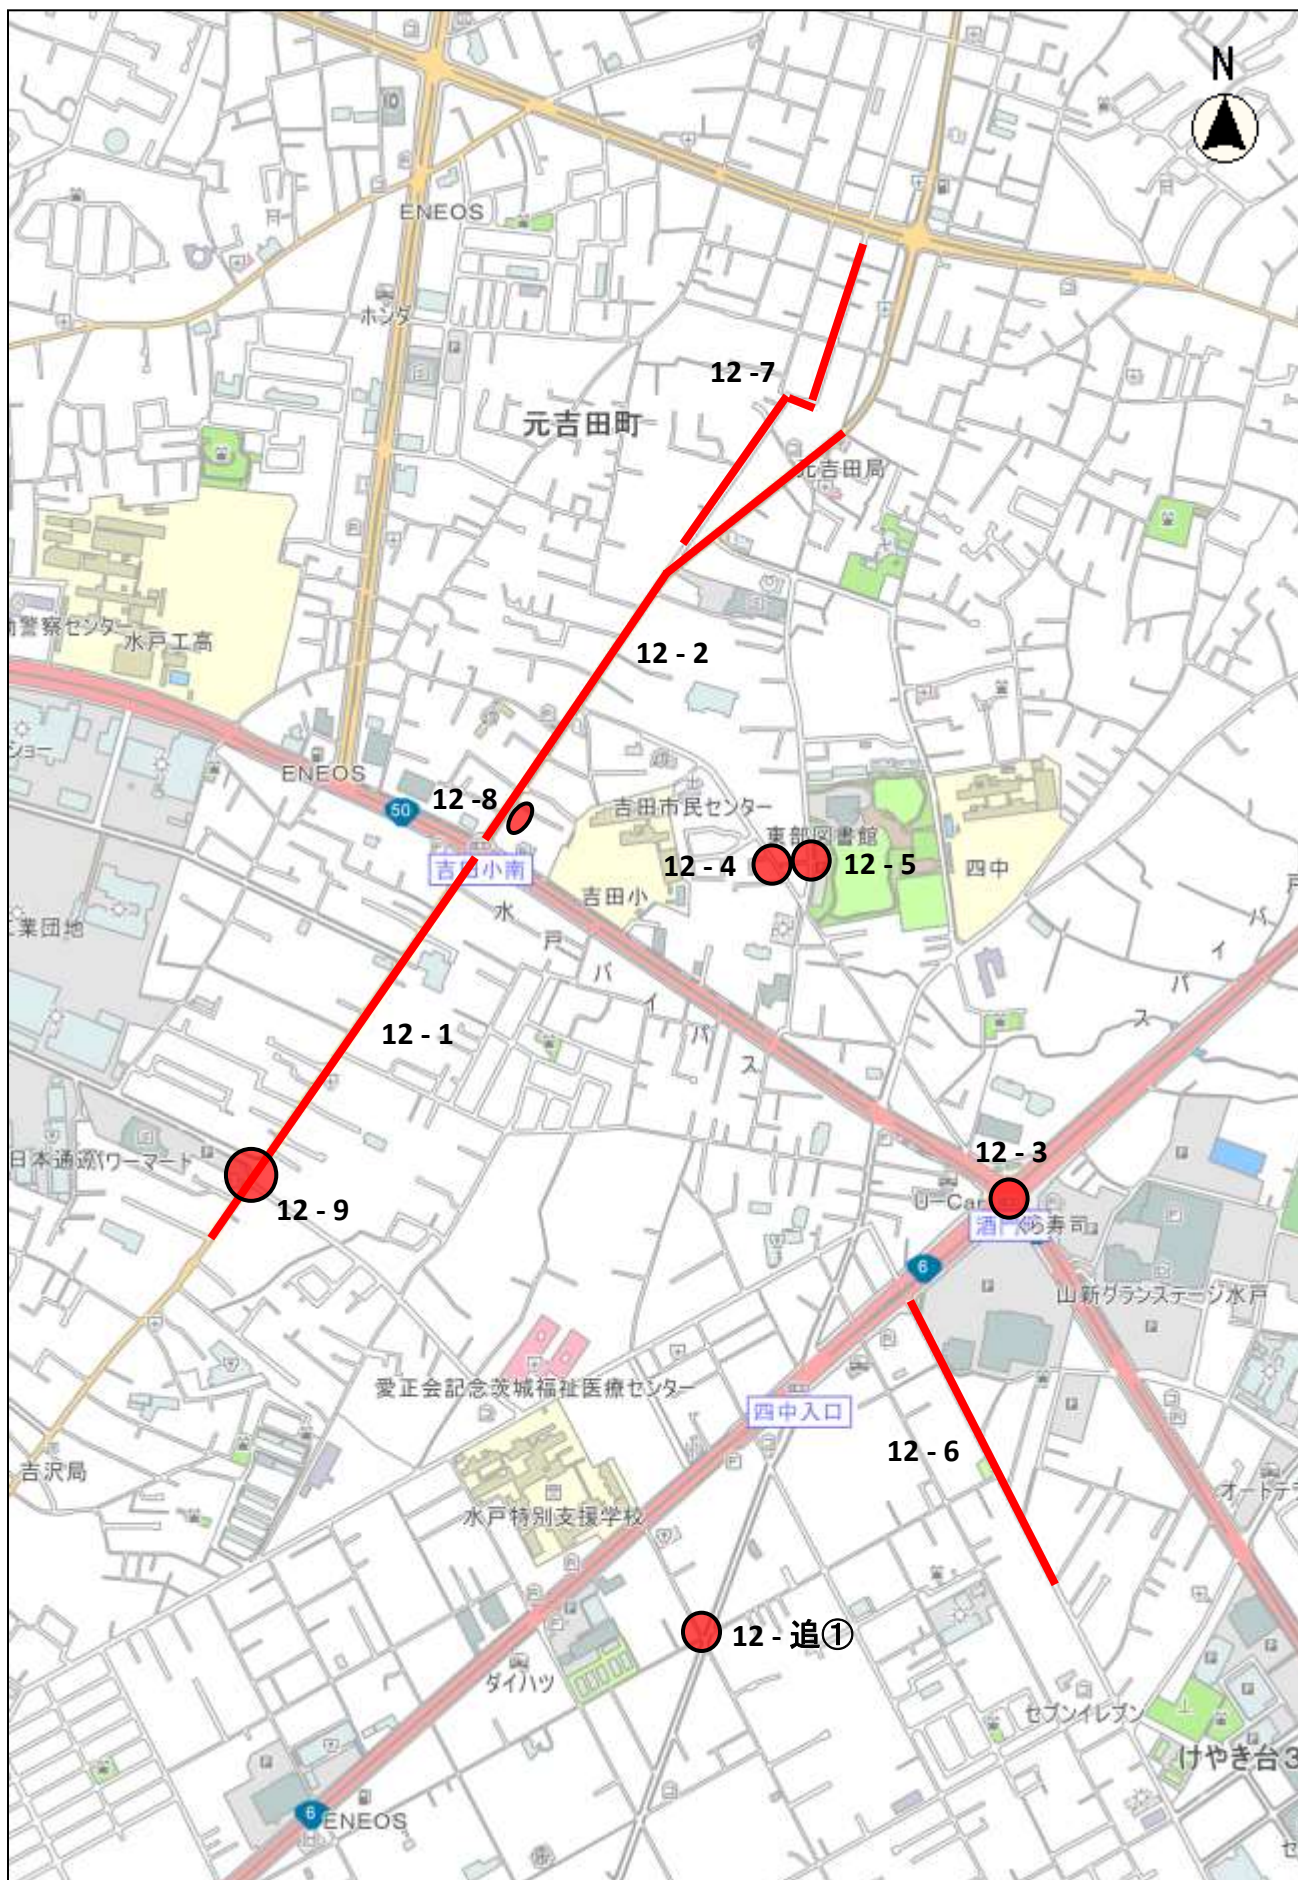 N
ENEOS
ホンダ
12 -7
元吉田町
元吉田局
水戸工高
12 - 2
ENEOS
50
12 -8
吉田市民センター
東部図書館
吉田小南
12 - 4
12 - 5
四中
吉田小
水戸バイパス
バイパス
業団地
12 - 1
12 - 3
日本通運
パワーマート
12 - 9
U-Car
くら寿司
6
山新グランステージ水戸
愛正会記念茨城福祉医療センター
四中入口
12 - 6
吉沢局
水戸特別支援学校
12 - 追①
ダイハツ
セブンイレブン
けやき台3
6
ENEOS